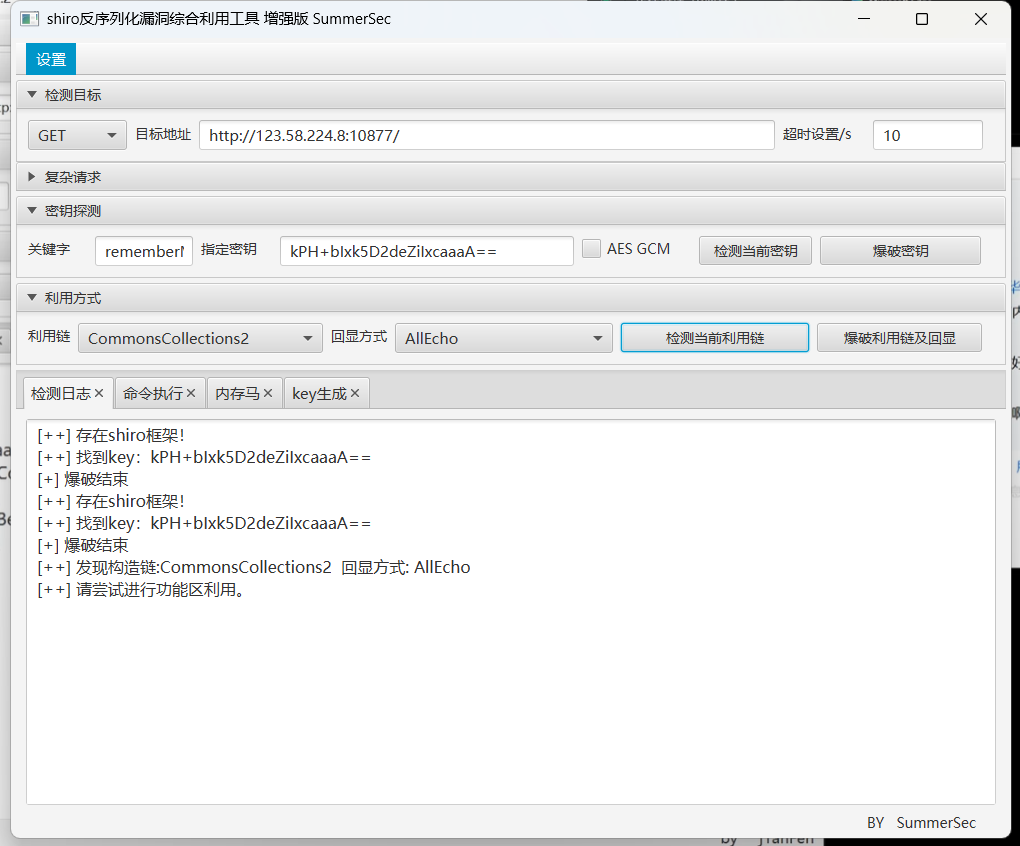 shiro反序列化漏洞综合利用工具 增强版 SummerSec
设置
检测目标
GET 目标地址 http://123.58.224.8:10877/ 超时设置/s 10
复杂请求
密钥探测
关键字 指定密钥 kPH+bIxk5D2deZiIxcaaaA== AES GCM 检测当前密钥 爆破密钥
利用方式
利用链 CommonsCollections2 回显方式 AllEcho 检测当前利用链 爆破利用链及回显
检测日志× 命令执行× 内存马× key生成×
[++] 存在shiro框架！
[++] 找到key：kPH+bIxk5D2deZiIxcaaaA==
[+] 爆破结束
[++] 存在shiro框架！
[++] 找到key：kPH+bIxk5D2deZiIxcaaaA==
[+] 爆破结束
[++] 发现构造链:CommonsCollections2 回显方式: AllEcho
[++] 请尝试进行功能区利用。
BY SummerSec